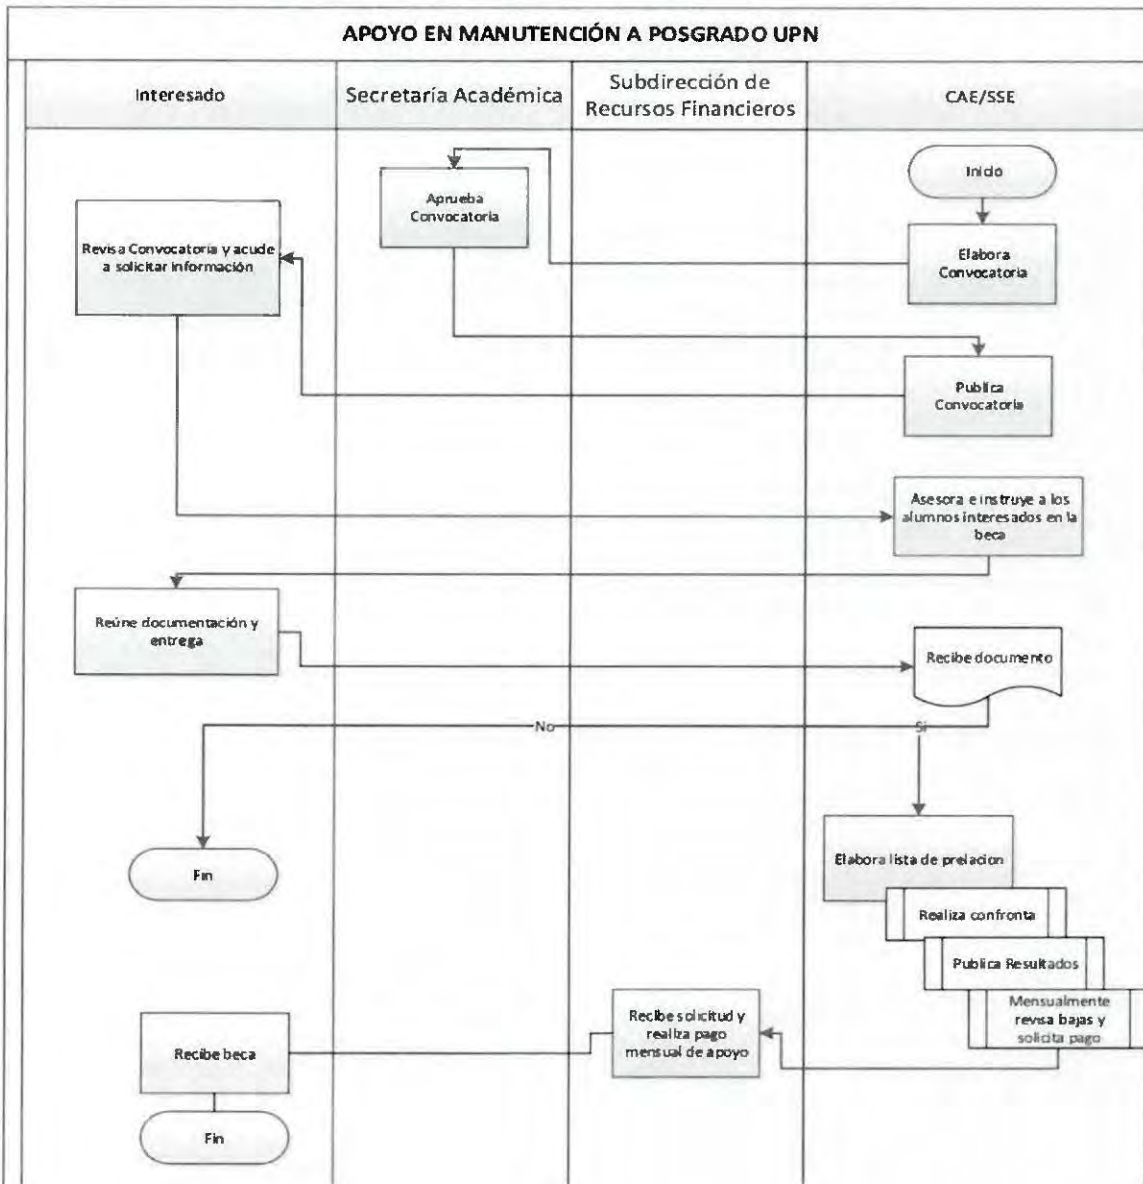 APOYO EN MANUTENCIÓN A POSGRADO UPN
Interesado
Secretaría Académica
Subdirección de
Recursos Financieros
CAE/SSE
Inicio
Aprueba
Convocatoria
Revisa Convocatoria y acude
a solicitar información
Elabora
Convocatoria
Publica
Convocatoria
Asesora e instruye a los
alumnos interesados en la
beca
Reúne documentación y
entrega
Recibe documento
No
Si
Fin
Elabora lista de prelacion
Realiza confronta
Publica Resultados
Mensualmente
revisa bajas y
solicita pago
Recibe solicitud y
realiza pago
mensual de apoyo
Recibe beca
Fin